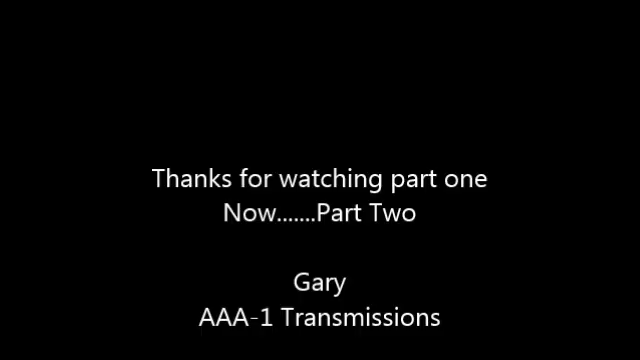 Thanks for watching part one
Now.......Part Two
Gary
AAA-1 Transmissions